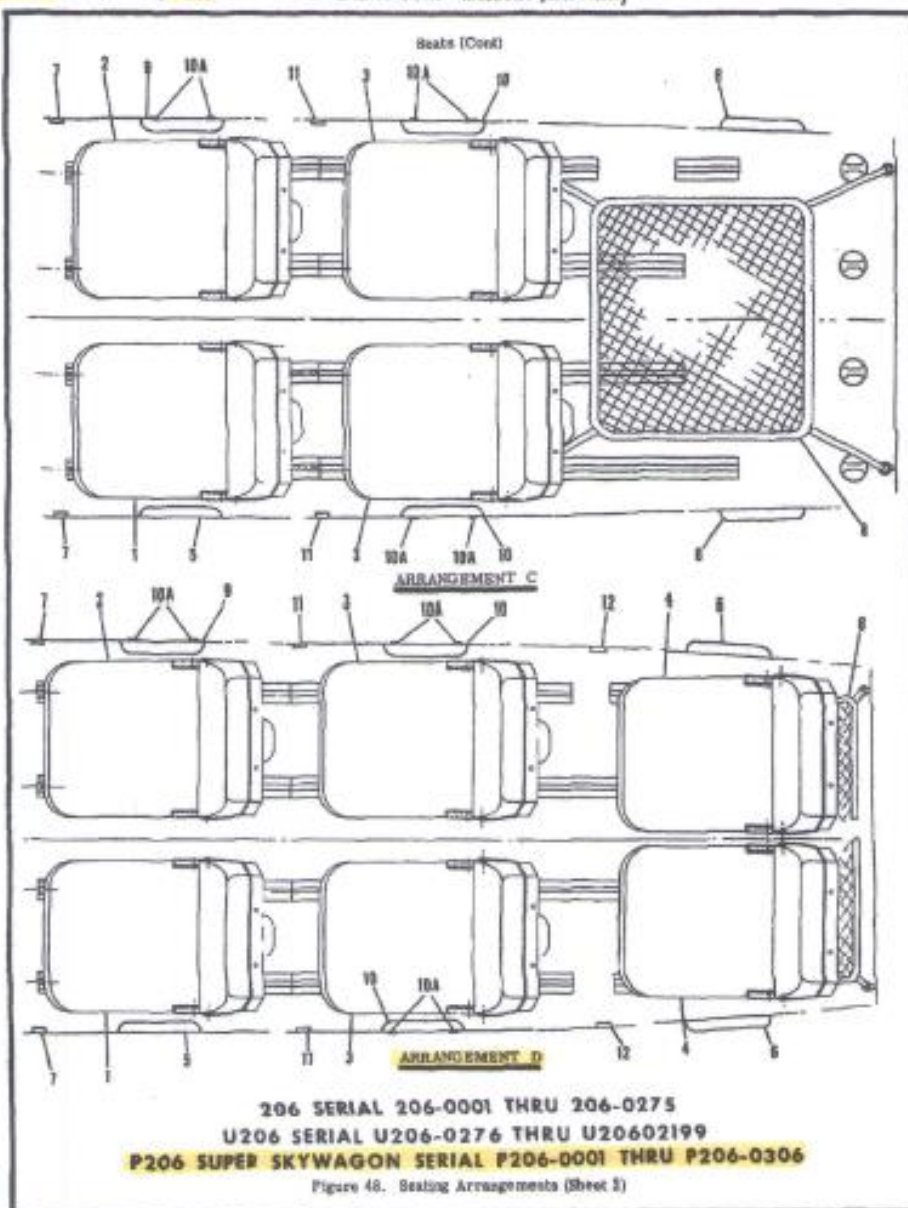 Seats (Cont)
7 2 9 10A 11 3 10A 10 6
7 1 5 11 3 10A 10A 10 6 8
ARRANGEMENT C
7 2 10A 9 11 3 10A 10 12 4 6 8
7 1 5 11 3 10 10A 12 4 6
ARRANGEMENT D
206 SERIAL 206-0001 THRU 206-0275
U206 SERIAL U206-0276 THRU U20602199
P206 SUPER SKYWAGON SERIAL P206-0001 THRU P206-0306
Figure 48. Seating Arrangements (Sheet 2)